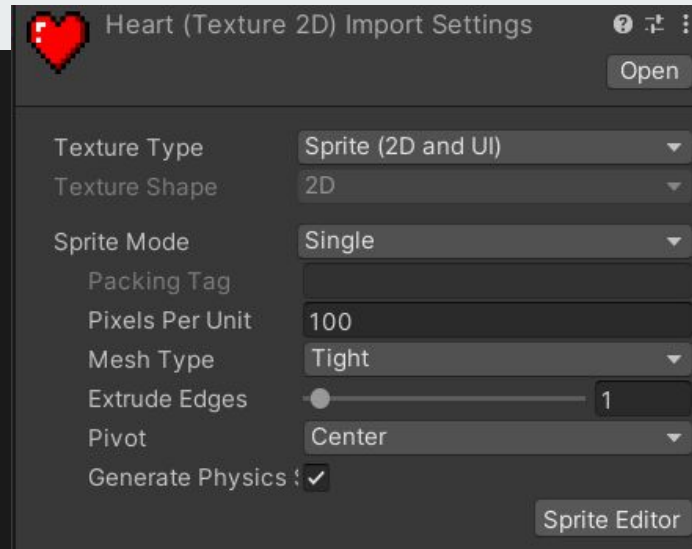 Heart (Texture 2D) Import Settings
Open
Texture Type Sprite (2D and UI)
Texture Shape 2D
Sprite Mode Single
Packing Tag
Pixels Per Unit 100
Mesh Type Tight
Extrude Edges 1
Pivot Center
Generate Physics
Sprite Editor